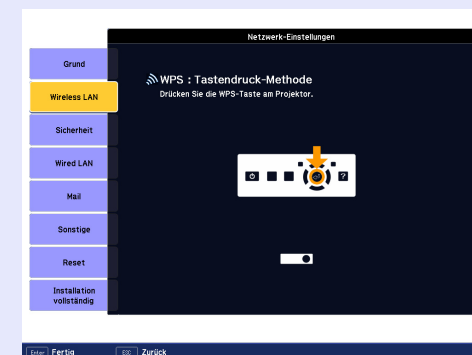 Netzwerk-Einstellungen
Grund
Wireless LAN
Sicherheit
Wired LAN
Mail
Sonstige
Reset
Installation
vollständig
WPS : Tastendruck-Methode
Drücken Sie die WPS-Taste am Projektor.
?
Enter Fertig
ESC Zurück